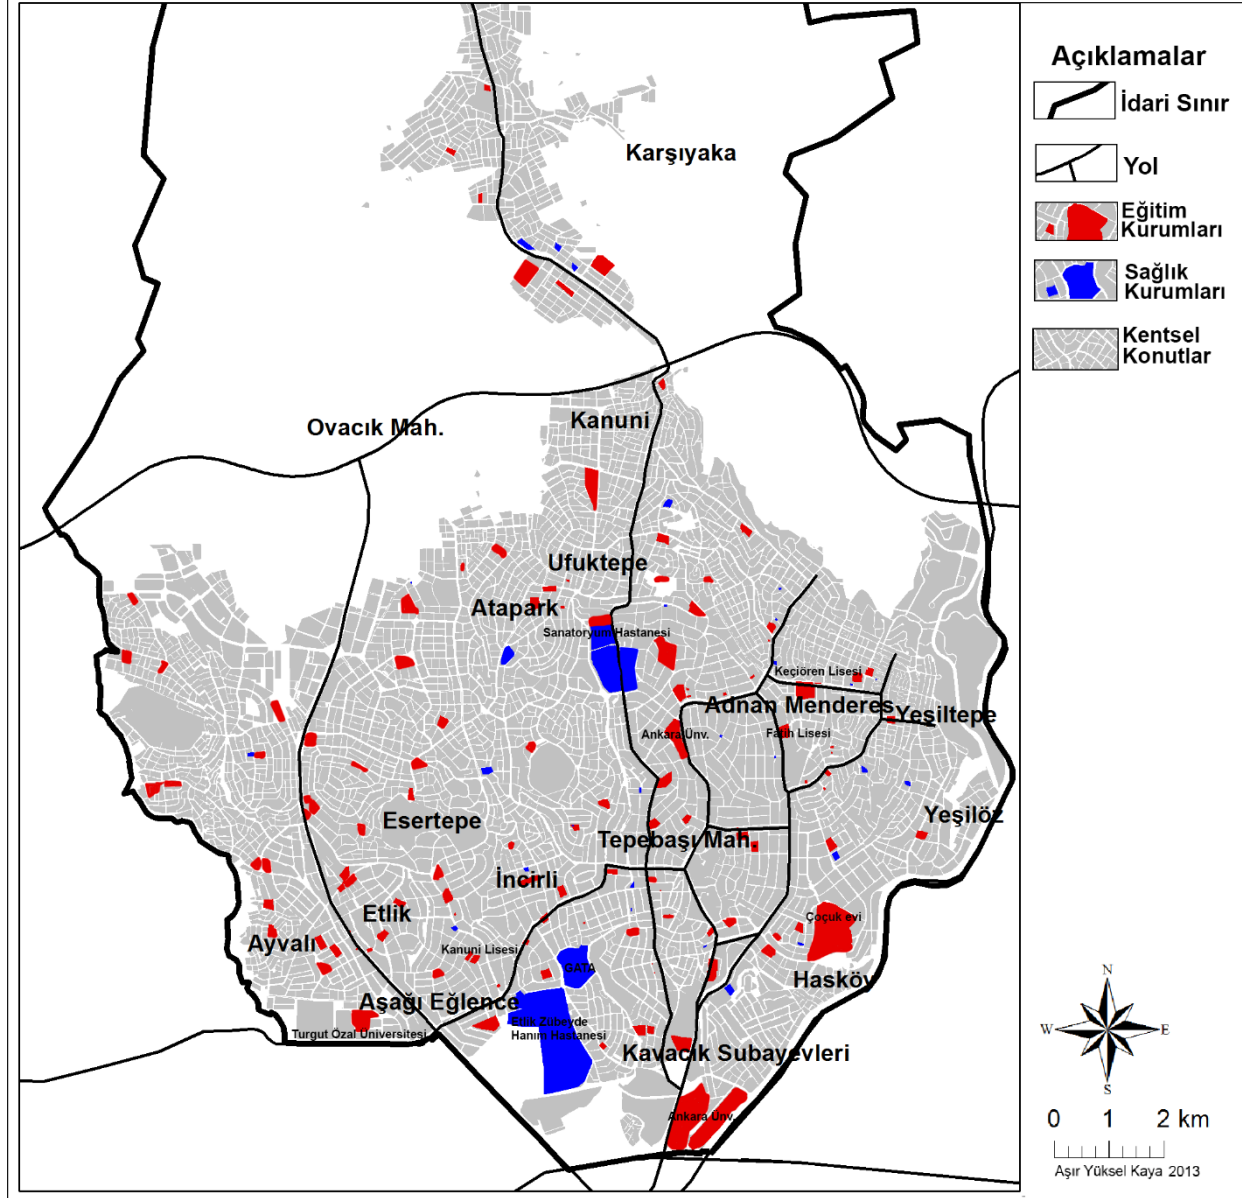 Açıklamalar
İdari Sınır
Yol
Eğitim
Kurumları
Sağlık
Kurumları
Kentsel
Konutlar
Karşıyaka
Kanuni
Ovacık Mah.
Ufuktepe
Atapark
Sanatoryum Hastanesi
Keçiören Lisesi
Adnan Menderes
Yeşiltepe
Ankara Ünv.
Fatih Lisesi
Esertepe
Yeşilöz
Tepebaşı Mah.
İncirli
Etlik
Çoçuk evi
Ayvalı
Kanuni Lisesi
GATA
Hasköy
Aşağı Eğlence
Etlik Zübeyde
Hanım Hastanesi
Turgut Özal Üniversitesi
Kavacık Subayevleri
Ankara Ünv.
N
W
E
S
0 1 2 km
Aşır Yüksel Kaya 2013